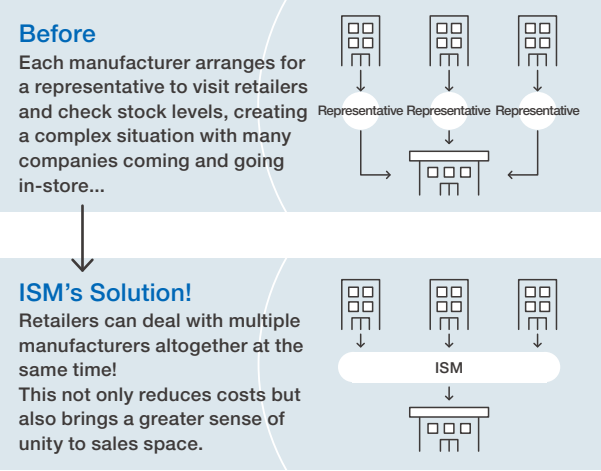 Before
Each manufacturer arranges for
a representative to visit retailers
and check stock levels, creating
a complex situation with many
companies coming and going
in-store...
Representative Representative Representative
ISM's Solution!
Retailers can deal with multiple
manufacturers altogether at the
same time!
This not only reduces costs but
also brings a greater sense of
unity to sales space.
ISM